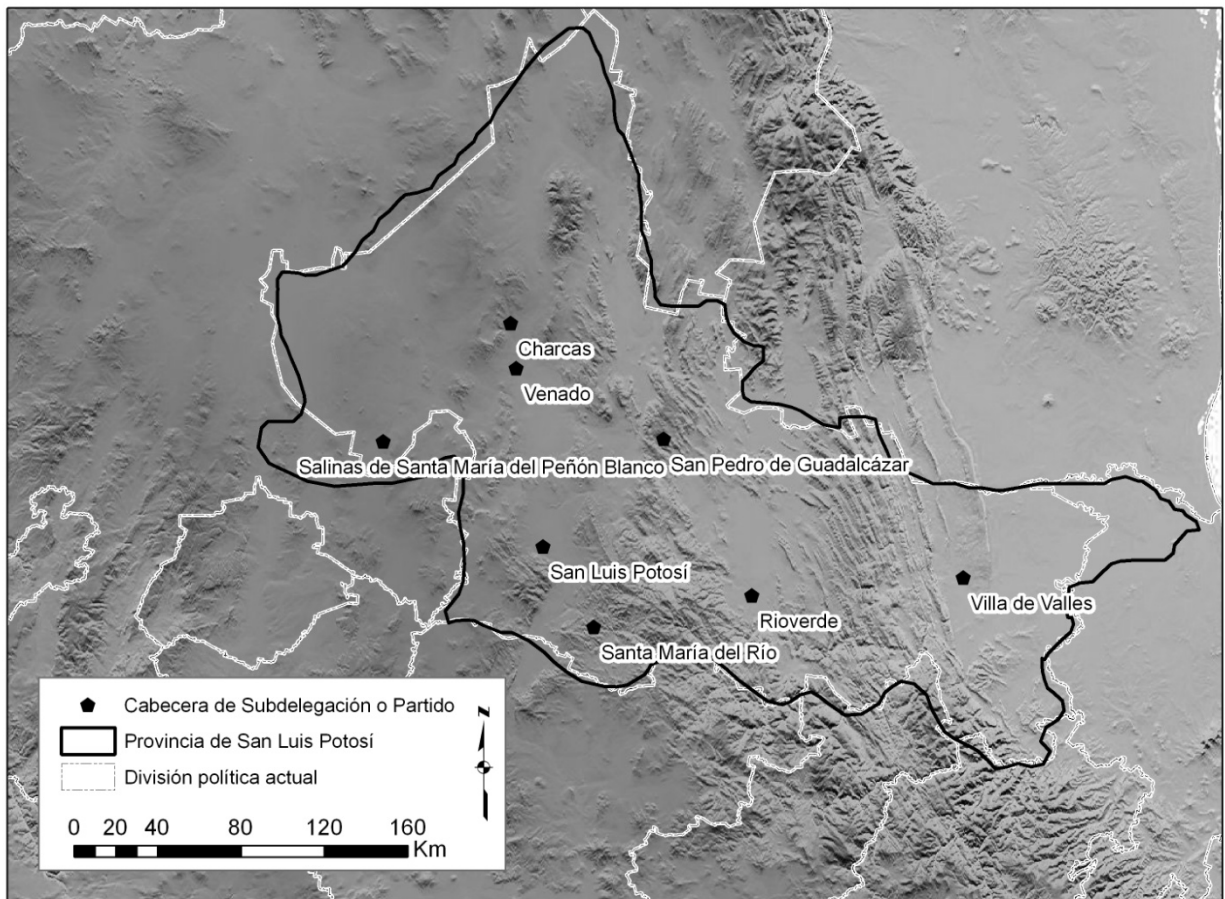 Charcas
Venado
Salinas de Santa María del Peñón Blanco
San Pedro de Guadalcázar
San Luis Potosí
Villa de Valles
Rioverde
Santa María del Río
Cabecera de Subdelegación o Partido
Provincia de San Luis Potosí
División política actual
N
0 20 40 80 120 160
Km